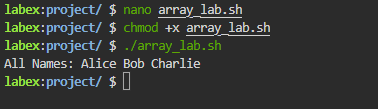 labex:project/ $ nano array_lab.sh
labex:project/ $ chmod +x array_lab.sh
labex:project/ $ ./array_lab.sh
All Names: Alice Bob Charlie
labex:project/ $